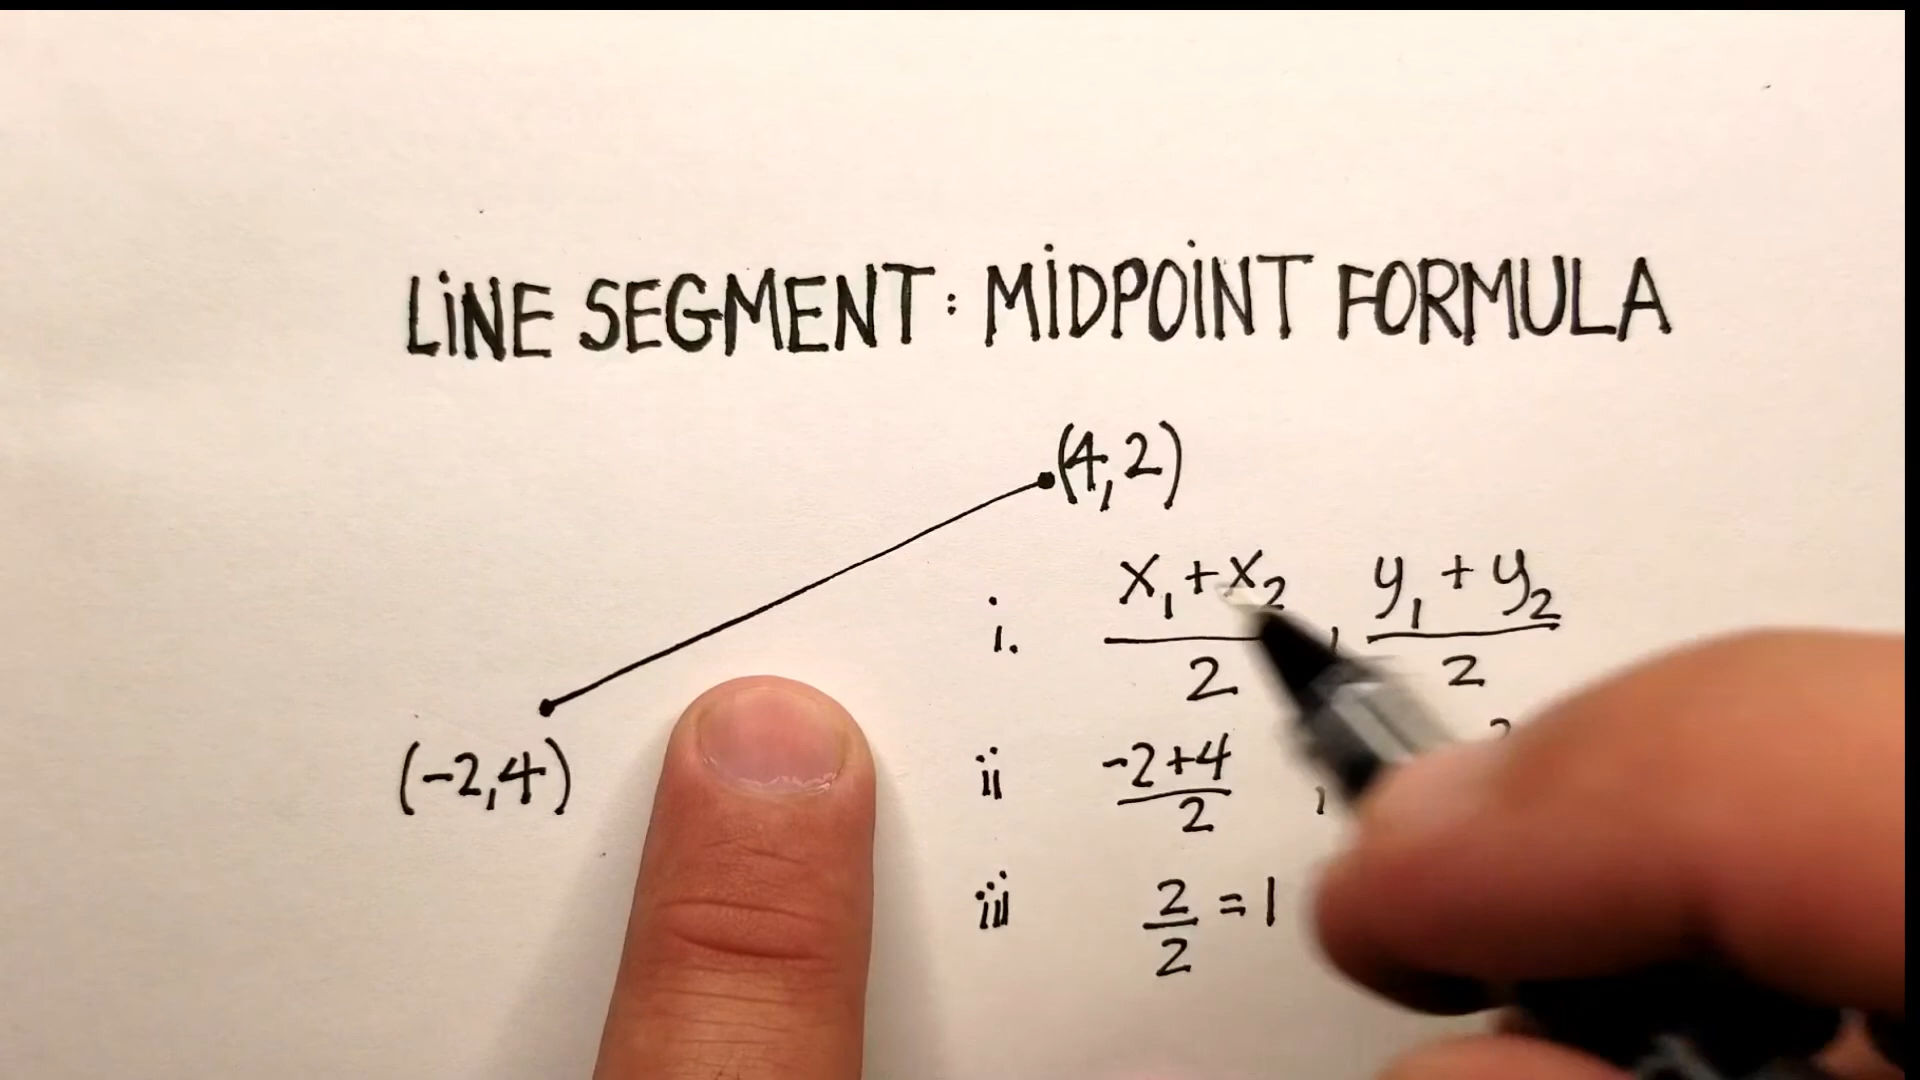 LiNE SEGMENT: MiDPOiNT FORMULA
(4,2)
(-2,4)
i. x₁+x₂/2 , y₁+y₂/2
ii -2+4/2 ,
iii 2/2 = 1